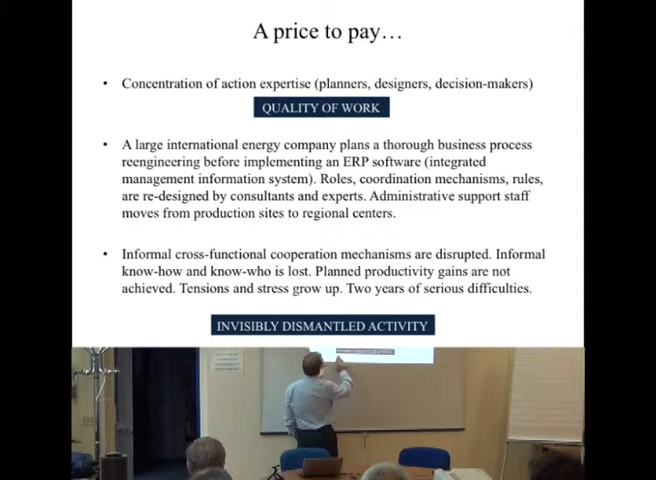 A price to pay…
• Concentration of action expertise (planners, designers, decision-makers)
QUALITY OF WORK
• A large international energy company plans a thorough business process
reengineering before implementing an ERP software (integrated
management information system). Roles, coordination mechanisms, rules,
are re-designed by consultants and experts. Administrative support staff
moves from production sites to regional centers.
• Informal cross-functional cooperation mechanisms are disrupted. Informal
know-how and know-who is lost. Planned productivity gains are not
achieved. Tensions and stress grow up. Two years of serious difficulties.
INVISIBLY DISMANTLED ACTIVITY